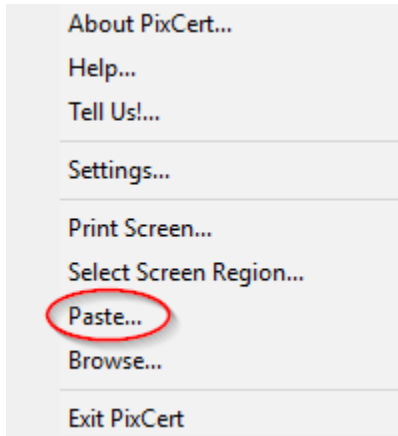 About PixCert...
Help...
Tell Us!...
Settings...
Print Screen...
Select Screen Region...
Paste...
Browse...
Exit PixCert